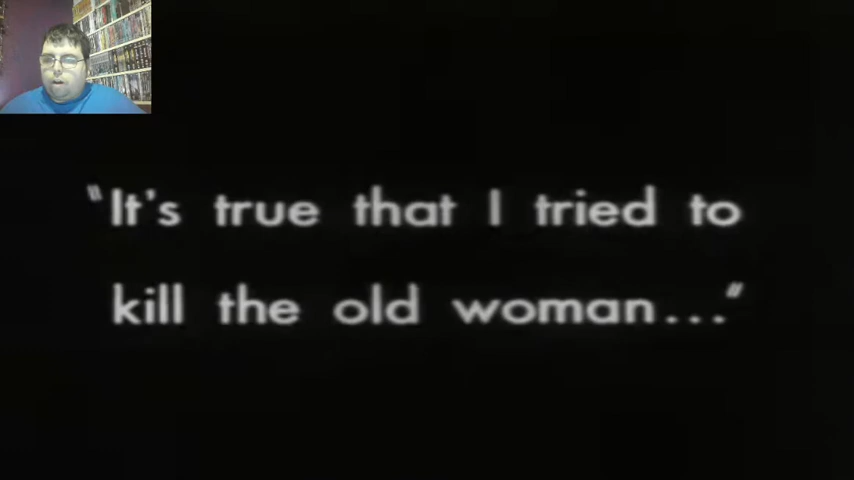 "It's true that I tried to
kill the old woman..."